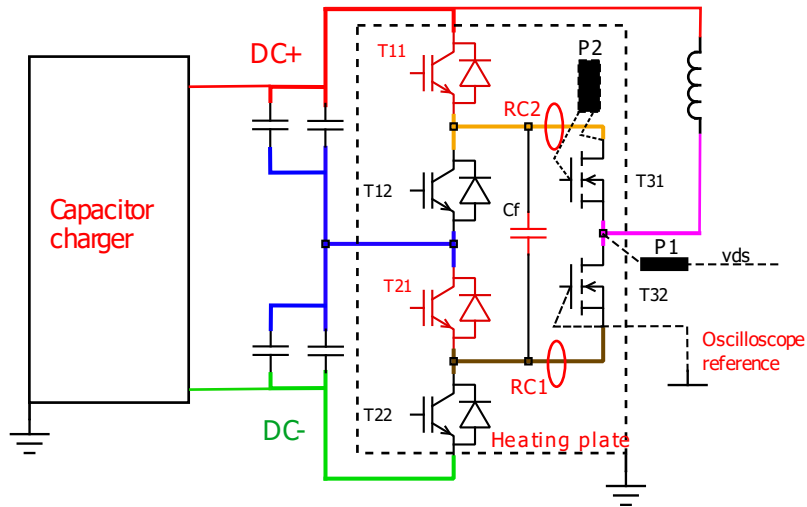 DC+
T11
P2
RC2
Capacitor
charger
T12
Cf
T31
P1
vds
T21
T32
Oscilloscope
reference
RC1
DC-
T22
Heating plate